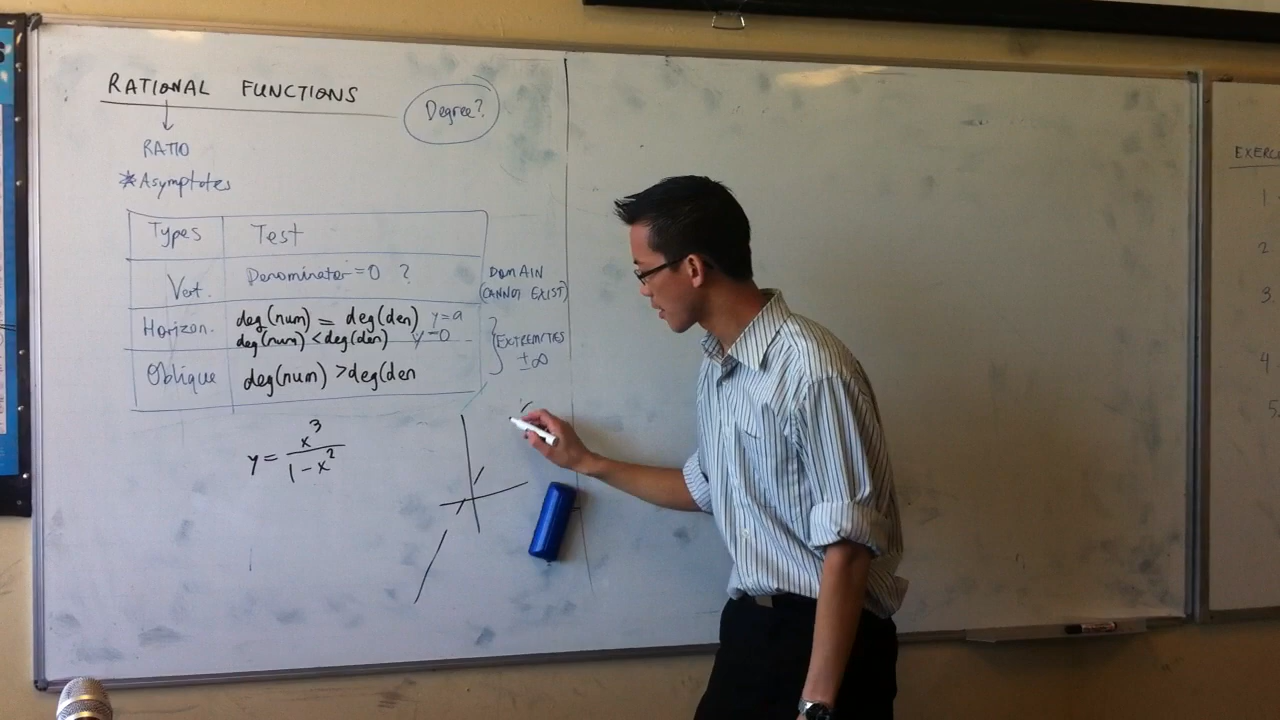 RATIONAL FUNCTIONS
Degree?
RATIO
*Asymptotes
Types Test
Vert. Denominator = 0 ?
DOMAIN
(CANNOT EXIST)
Horizon. deg(num) = deg(den) y=a
deg(num) < deg(den) y=0
EXTREMITIES
±∞
Oblique deg(num) > deg(den
y = x³/(1-x²)
EXERC
1
2
3
4
5